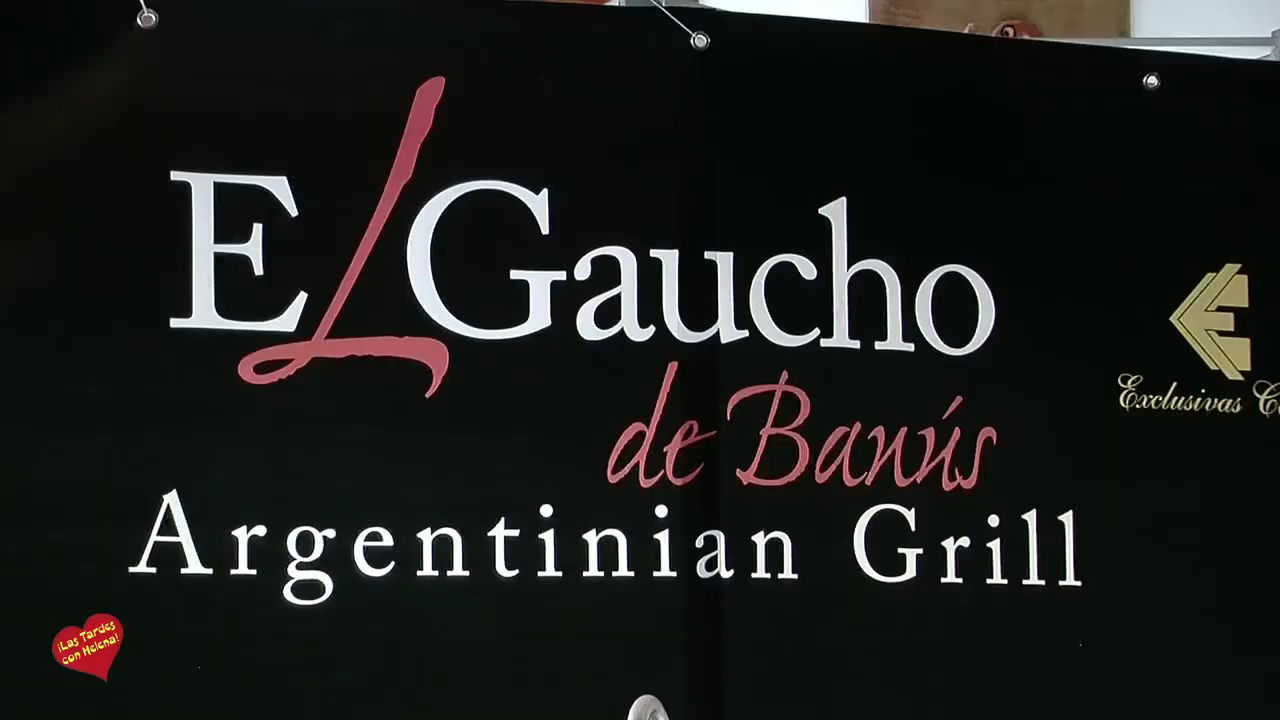 EL Gaucho
de Banús
Argentinian Grill
Exclusivas
¡Las Tardes
con Helena!